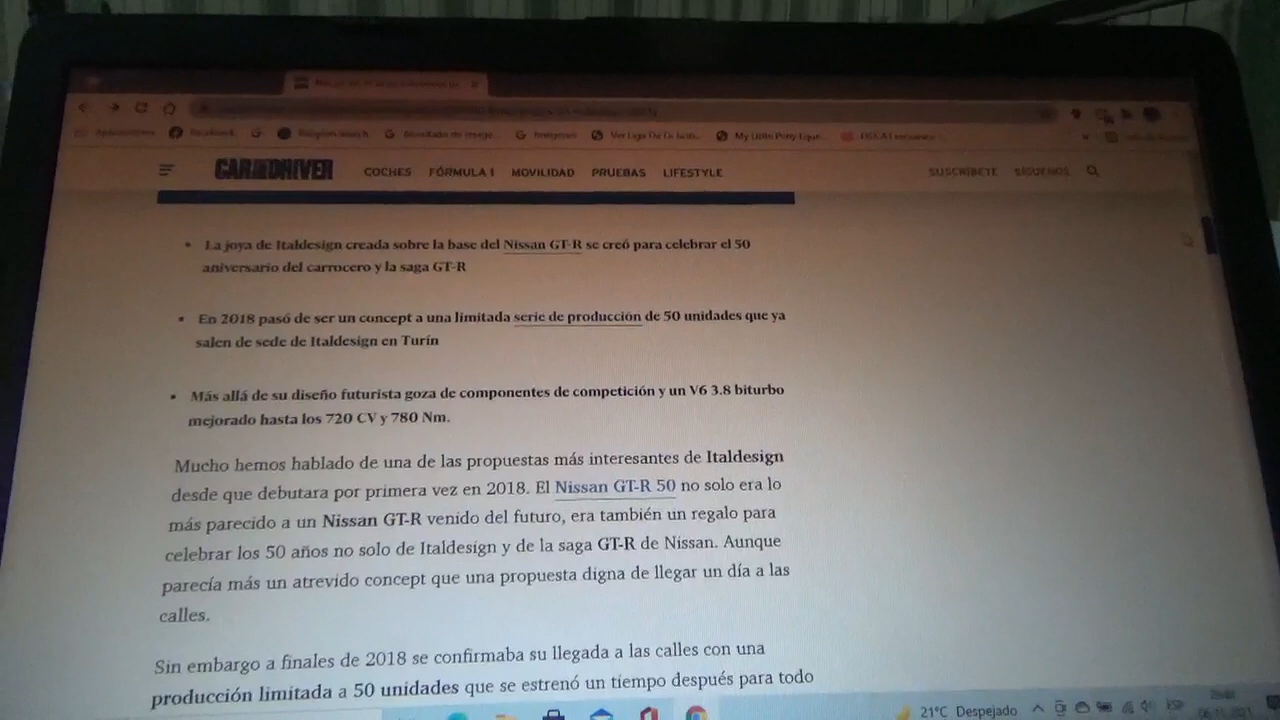 Facebook
My Little Pony Eque...
CAR AND DRIVER
COCHES FÓRMULA 1 MOVILIDAD PRUEBAS LIFESTYLE SUSCRÍBETE SÍGUENOS
La joya de Italdesign creada sobre la base del Nissan GT-R se creó para celebrar el 50
aniversario del carrocero y la saga GT-R
En 2018 pasó de ser un concept a una limitada serie de producción de 50 unidades que ya
salen de sede de Italdesign en Turín
Más allá de su diseño futurista goza de componentes de competición y un V6 3.8 biturbo
mejorado hasta los 720 CV y 780 Nm.
Mucho hemos hablado de una de las propuestas más interesantes de Italdesign
desde que debutara por primera vez en 2018. El Nissan GT-R 50 no solo era lo
más parecido a un Nissan GT-R venido del futuro, era también un regalo para
celebrar los 50 años no solo de Italdesign y de la saga GT-R de Nissan. Aunque
parecía más un atrevido concept que una propuesta digna de llegar un día a las
calles.
Sin embargo a finales de 2018 se confirmaba su llegada a las calles con una
producción limitada a 50 unidades que se estrenó un tiempo después para todo
21°C Despejado